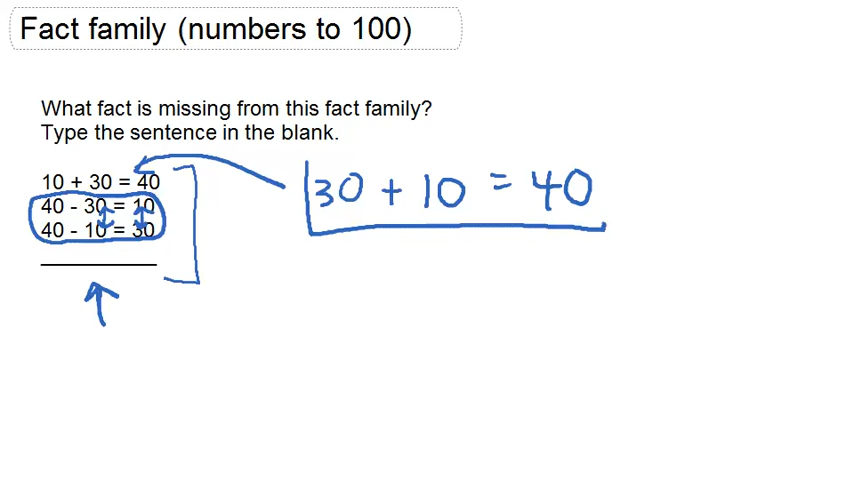 Fact family (numbers to 100)
What fact is missing from this fact family?
Type the sentence in the blank.
10 + 30 = 40
40 - 30 = 10
40 - 10 = 30
30 + 10 = 40